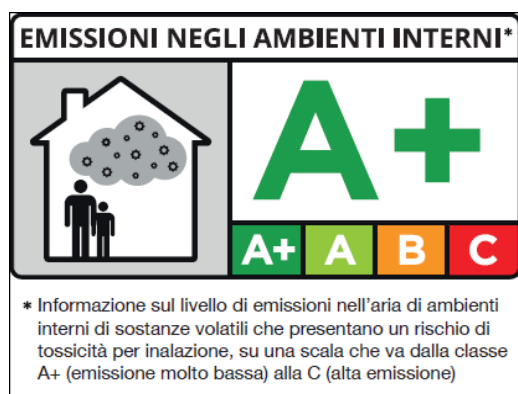 EMISSIONI NEGLI AMBIENTI INTERNI*
A+
A+ A B C
* Informazione sul livello di emissioni nell'aria di ambienti
interni di sostanze volatili che presentano un rischio di
tossicità per inalazione, su una scala che va dalla classe
A+ (emissione molto bassa) alla C (alta emissione)